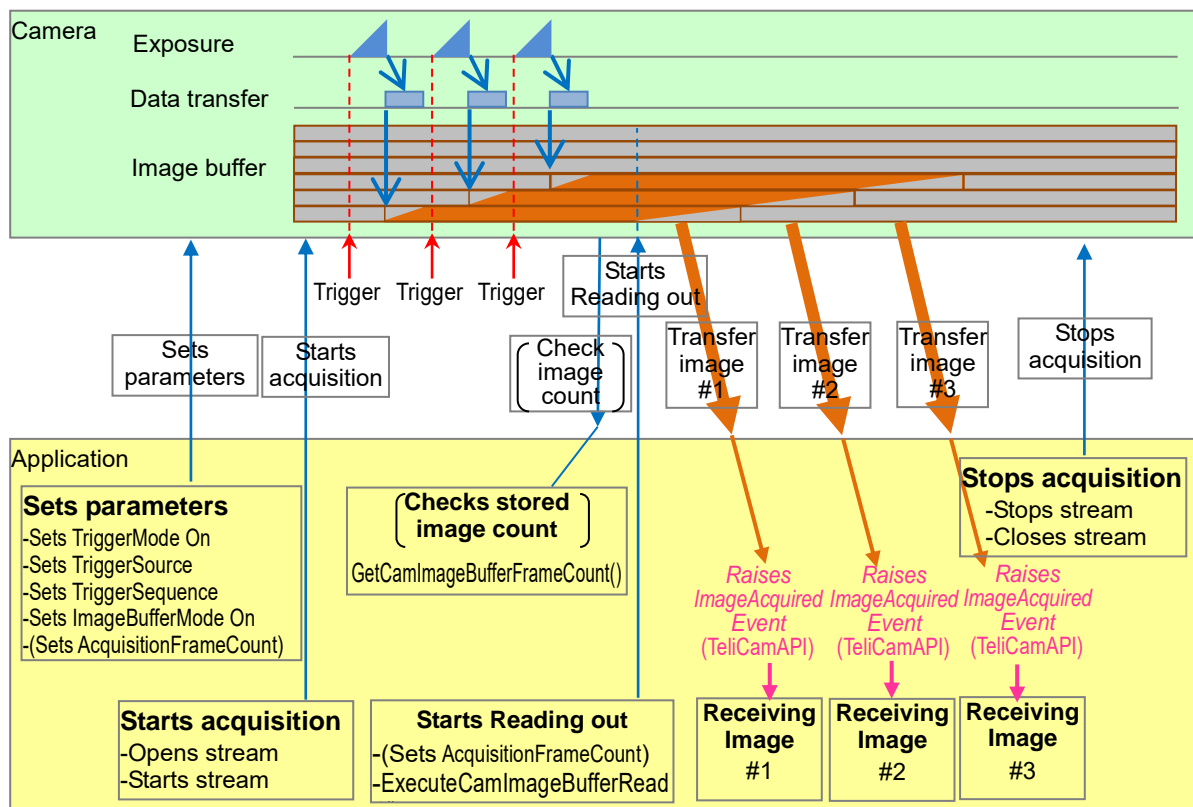 Camera
Exposure
Data transfer
Image buffer
Trigger
Trigger
Trigger
Starts
Reading out
Sets
parameters
Starts
acquisition
Check
image
count
Transfer
image
#1
Transfer
image
#2
Transfer
image
#3
Stops
acquisition
Application
Sets parameters
-Sets TriggerMode On
-Sets TriggerSource
-Sets TriggerSequence
-Sets ImageBufferMode On
-(Sets AcquisitionFrameCount)
Checks stored
image count
GetCamImageBufferFrameCount()
Stops acquisition
-Stops stream
-Closes stream
Raises
ImageAcquired
Event
(TeliCamAPI)
Raises
ImageAcquired
Event
(TeliCamAPI)
Raises
ImageAcquired
Event
(TeliCamAPI)
Starts acquisition
-Opens stream
-Starts stream
Starts Reading out
-(Sets AcquisitionFrameCount)
-ExecuteCamImageBufferRead
Receiving
Image
#1
Receiving
Image
#2
Receiving
Image
#3